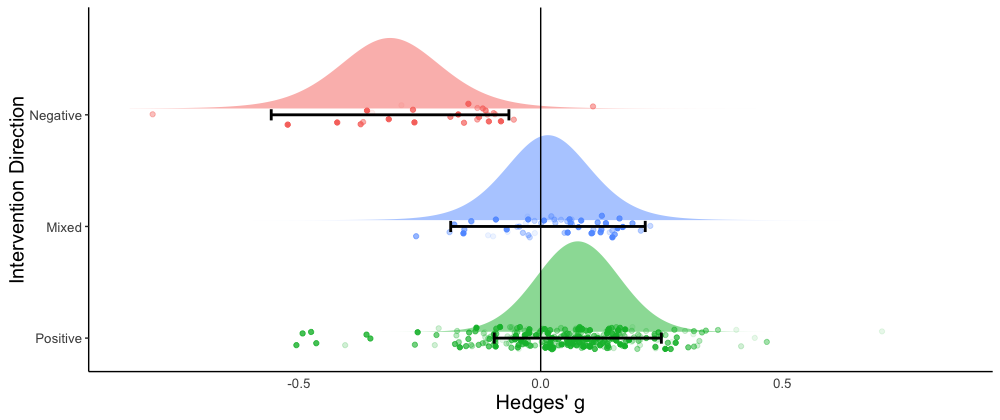 Intervention Direction
Negative
Mixed
Positive
-0.5
0.0
0.5
Hedges' g